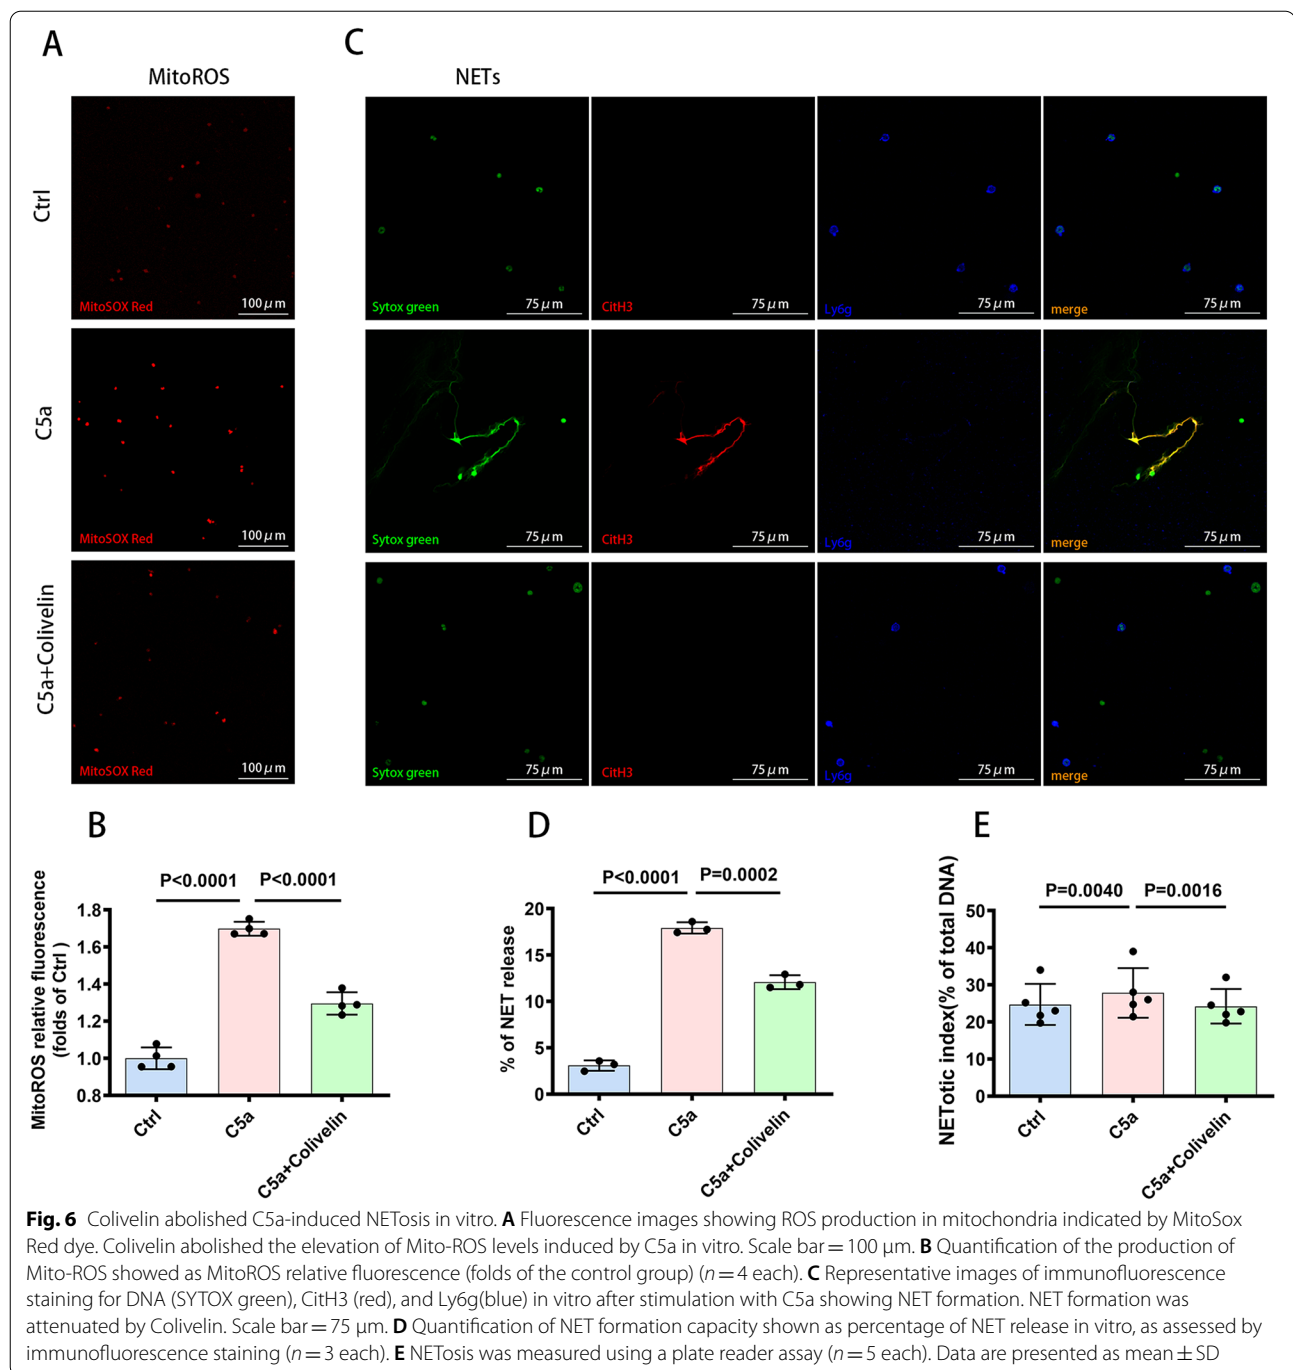 A
C
MitoROS
NETs
Ctrl
MitoSOX Red
100 μm
Sytox green
75 μm
CitH3
75 μm
Ly6g
75 μm
merge
75 μm
C5a
MitoSOX Red
100 μm
Sytox green
75 μm
CitH3
75 μm
Ly6g
75 μm
merge
75 μm
C5a+Colivelin
MitoSOX Red
100 μm
Sytox green
75 μm
CitH3
75 μm
Ly6g
75 μm
merge
75 μm
B
MitoROS relative fluorescence
(folds of Ctrl )
P<0.0001
P<0.0001
1.8
1.6
1.4
1.2
1.0
0.8
Ctrl
C5a
C5a+Colivelin
D
% of NET release
P<0.0001
P=0.0002
20
15
10
5
0
Ctrl
C5a
C5a+Colivelin
E
NETotic index(% of total DNA)
P=0.0040
P=0.0016
50
40
30
20
10
0
Ctrl
C5a
C5a+Colivelin
Fig. 6 Colivelin abolished C5a-induced NETosis in vitro. A Fluorescence images showing ROS production in mitochondria indicated by MitoSox
Red dye. Colivelin abolished the elevation of Mito-ROS levels induced by C5a in vitro. Scale bar = 100 μm. B Quantification of the production of
Mito-ROS showed as MitoROS relative fluorescence (folds of the control group) (n = 4 each). C Representative images of immunofluorescence
staining for DNA (SYTOX green), CitH3 (red), and Ly6g(blue) in vitro after stimulation with C5a showing NET formation. NET formation was
attenuated by Colivelin. Scale bar = 75 μm. D Quantification of NET formation capacity shown as percentage of NET release in vitro, as assessed by
immunofluorescence staining (n = 3 each). E NETosis was measured using a plate reader assay (n = 5 each). Data are presented as mean ± SD